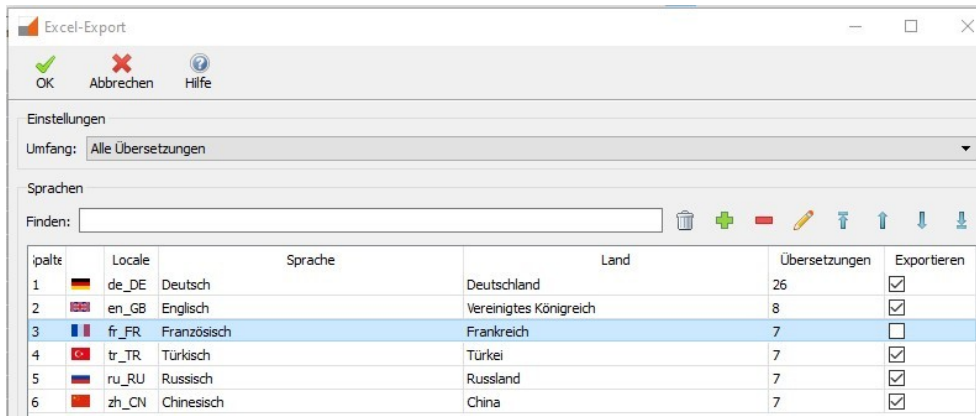 Excel-Export
OK Abbrechen Hilfe
Einstellungen
Umfang: Alle Übersetzungen
Sprachen
Finden:
Spalte Locale Sprache Land Übersetzungen Exportieren
1 de_DE Deutsch Deutschland 26
2 en_GB Englisch Vereinigtes Königreich 8
3 fr_FR Französisch Frankreich 7
4 tr_TR Türkisch Türkei 7
5 ru_RU Russisch Russland 7
6 zh_CN Chinesisch China 7